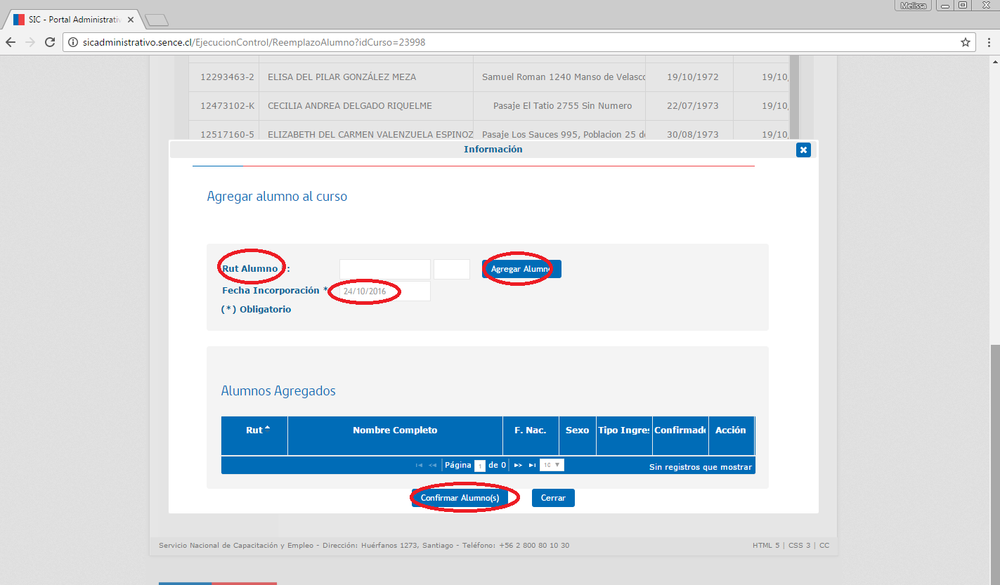 Melissa
SIC - Portal Administrativ
sicadministrativo.sence.cl/EjecucionControl/ReemplazoAlumno?idCurso=23998
12293463-2 ELISA DEL PILAR GONZÁLEZ MEZA Samuel Roman 1240 Manso de Velasco 19/10/1972 19/10/
12473102-K CECILIA ANDREA DELGADO RIQUELME Pasaje El Tatio 2755 Sin Numero 22/07/1973 19/10/
12517160-5 ELIZABETH DEL CARMEN VALENZUELA ESPINOZ Pasaje Los Sauces 995, Poblacion 25 de 30/08/1973 19/10/
Información
Agregar alumno al curso
Rut Alumno *: Agregar Alumno
Fecha Incorporación * 24/10/2016
(*) Obligatorio
Alumnos Agregados
Rut Nombre Completo F. Nac. Sexo Tipo Ingres Confirmado Acción
Página 1 de 0 10 Sin registros que mostrar
Confirmar Alumno(s) Cerrar
Servicio Nacional de Capacitación y Empleo - Dirección: Huérfanos 1273, Santiago - Teléfono: +56 2 800 80 10 30 HTML 5 | CSS 3 | CC